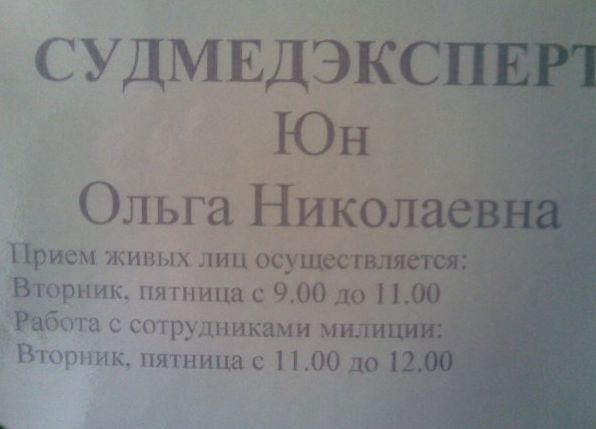 СУДМЕДЭКСПЕРТ
Юн
Ольга Николаевна
Прием живых лиц осуществляется:
Вторник, пятница с 9.00 до 11.00
Работа с сотрудниками милиции:
Вторник, пятница с 11.00 до 12.00